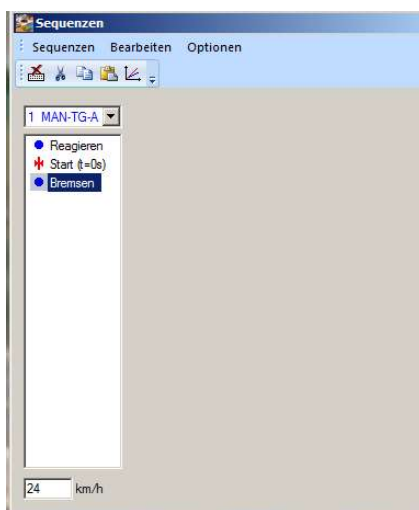 Sequenzen
Sequenzen Bearbeiten Optionen
1 MAN-TG-A
Reagieren
Start (t=0s)
Bremsen
24 km/h